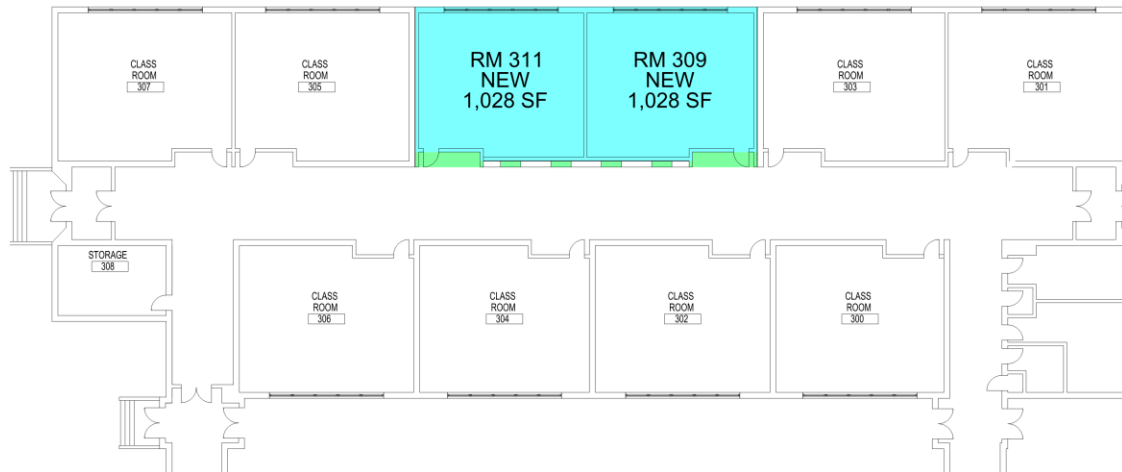 CLASS
ROOM
307
CLASS
ROOM
305
RM 311
NEW
1,028 SF
RM 309
NEW
1,028 SF
CLASS
ROOM
303
CLASS
ROOM
301
STORAGE
308
CLASS
ROOM
306
CLASS
ROOM
304
CLASS
ROOM
302
CLASS
ROOM
300